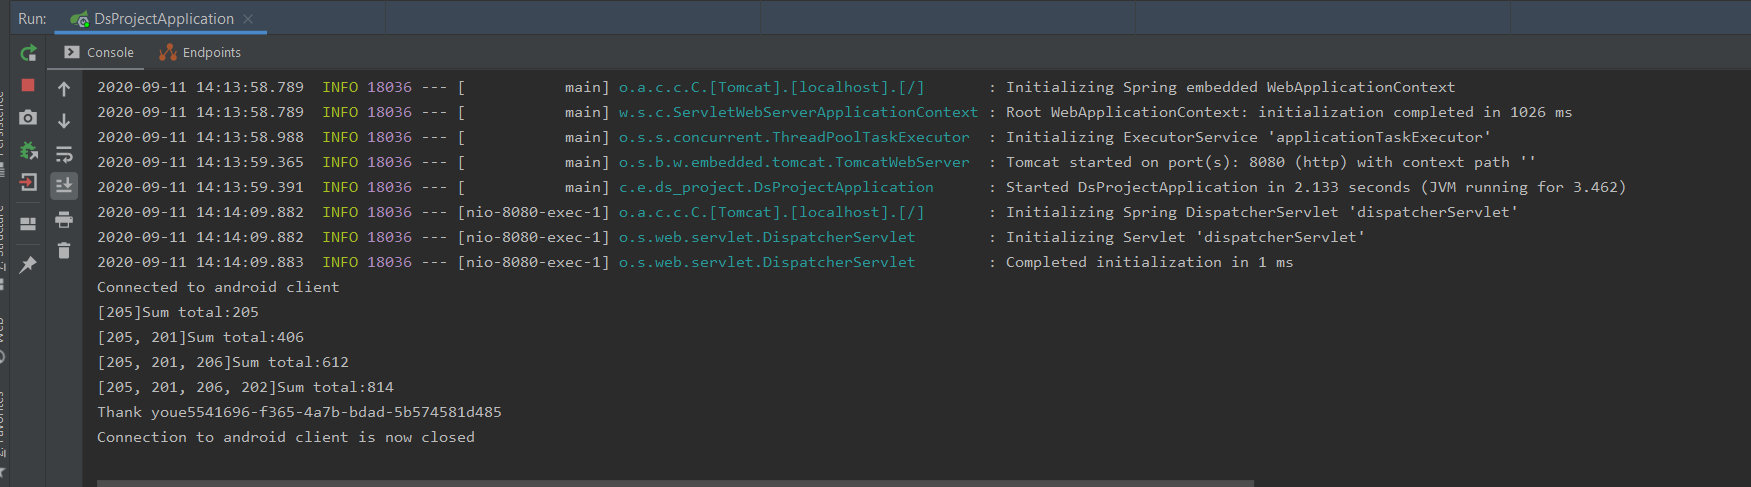 Run: DsProjectApplication
Console Endpoints
2020-09-11 14:13:58.789  INFO 18036 --- [           main] o.a.c.c.C.[Tomcat].[localhost].[/]       : Initializing Spring embedded WebApplicationContext
2020-09-11 14:13:58.789  INFO 18036 --- [           main] w.s.c.ServletWebServerApplicationContext : Root WebApplicationContext: initialization completed in 1026 ms
2020-09-11 14:13:58.988  INFO 18036 --- [           main] o.s.s.concurrent.ThreadPoolTaskExecutor  : Initializing ExecutorService 'applicationTaskExecutor'
2020-09-11 14:13:59.365  INFO 18036 --- [           main] o.s.b.w.embedded.tomcat.TomcatWebServer  : Tomcat started on port(s): 8080 (http) with context path ''
2020-09-11 14:13:59.391  INFO 18036 --- [           main] c.e.ds_project.DsProjectApplication      : Started DsProjectApplication in 2.133 seconds (JVM running for 3.462)
2020-09-11 14:14:09.882  INFO 18036 --- [nio-8080-exec-1] o.a.c.c.C.[Tomcat].[localhost].[/]       : Initializing Spring DispatcherServlet 'dispatcherServlet'
2020-09-11 14:14:09.882  INFO 18036 --- [nio-8080-exec-1] o.s.web.servlet.DispatcherServlet        : Initializing Servlet 'dispatcherServlet'
2020-09-11 14:14:09.883  INFO 18036 --- [nio-8080-exec-1] o.s.web.servlet.DispatcherServlet        : Completed initialization in 1 ms
Connected to android client
[205]Sum total:205
[205, 201]Sum total:406
[205, 201, 206]Sum total:612
[205, 201, 206, 202]Sum total:814
Thank youe5541696-f365-4a7b-bdad-5b574581d485
Connection to android client is now closed